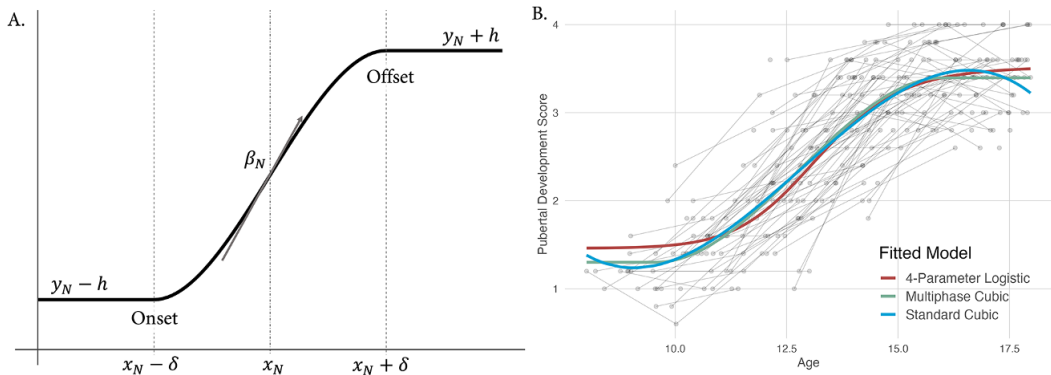 A.
y_N + h
Offset
β_N
y_N − h
Onset
x_N − δ
x_N
x_N + δ
B.
Pubertal Development Score
4
3
2
1
Fitted Model
4-Parameter Logistic
Multiphase Cubic
Standard Cubic
10.0
12.5
15.0
17.5
Age